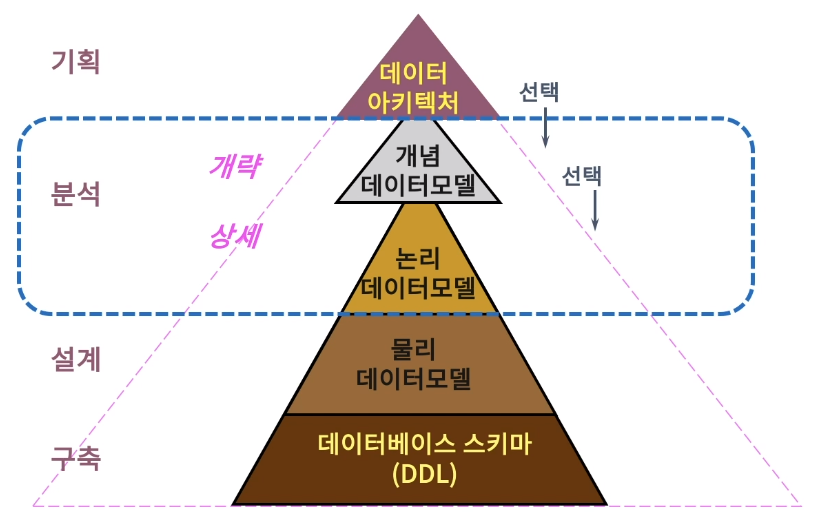 기획
데이터
아키텍처
선택
개략
개념
데이터모델
선택
분석
상세
논리
데이터모델
설계
물리
데이터모델
구축
데이터베이스 스키마
(DDL)